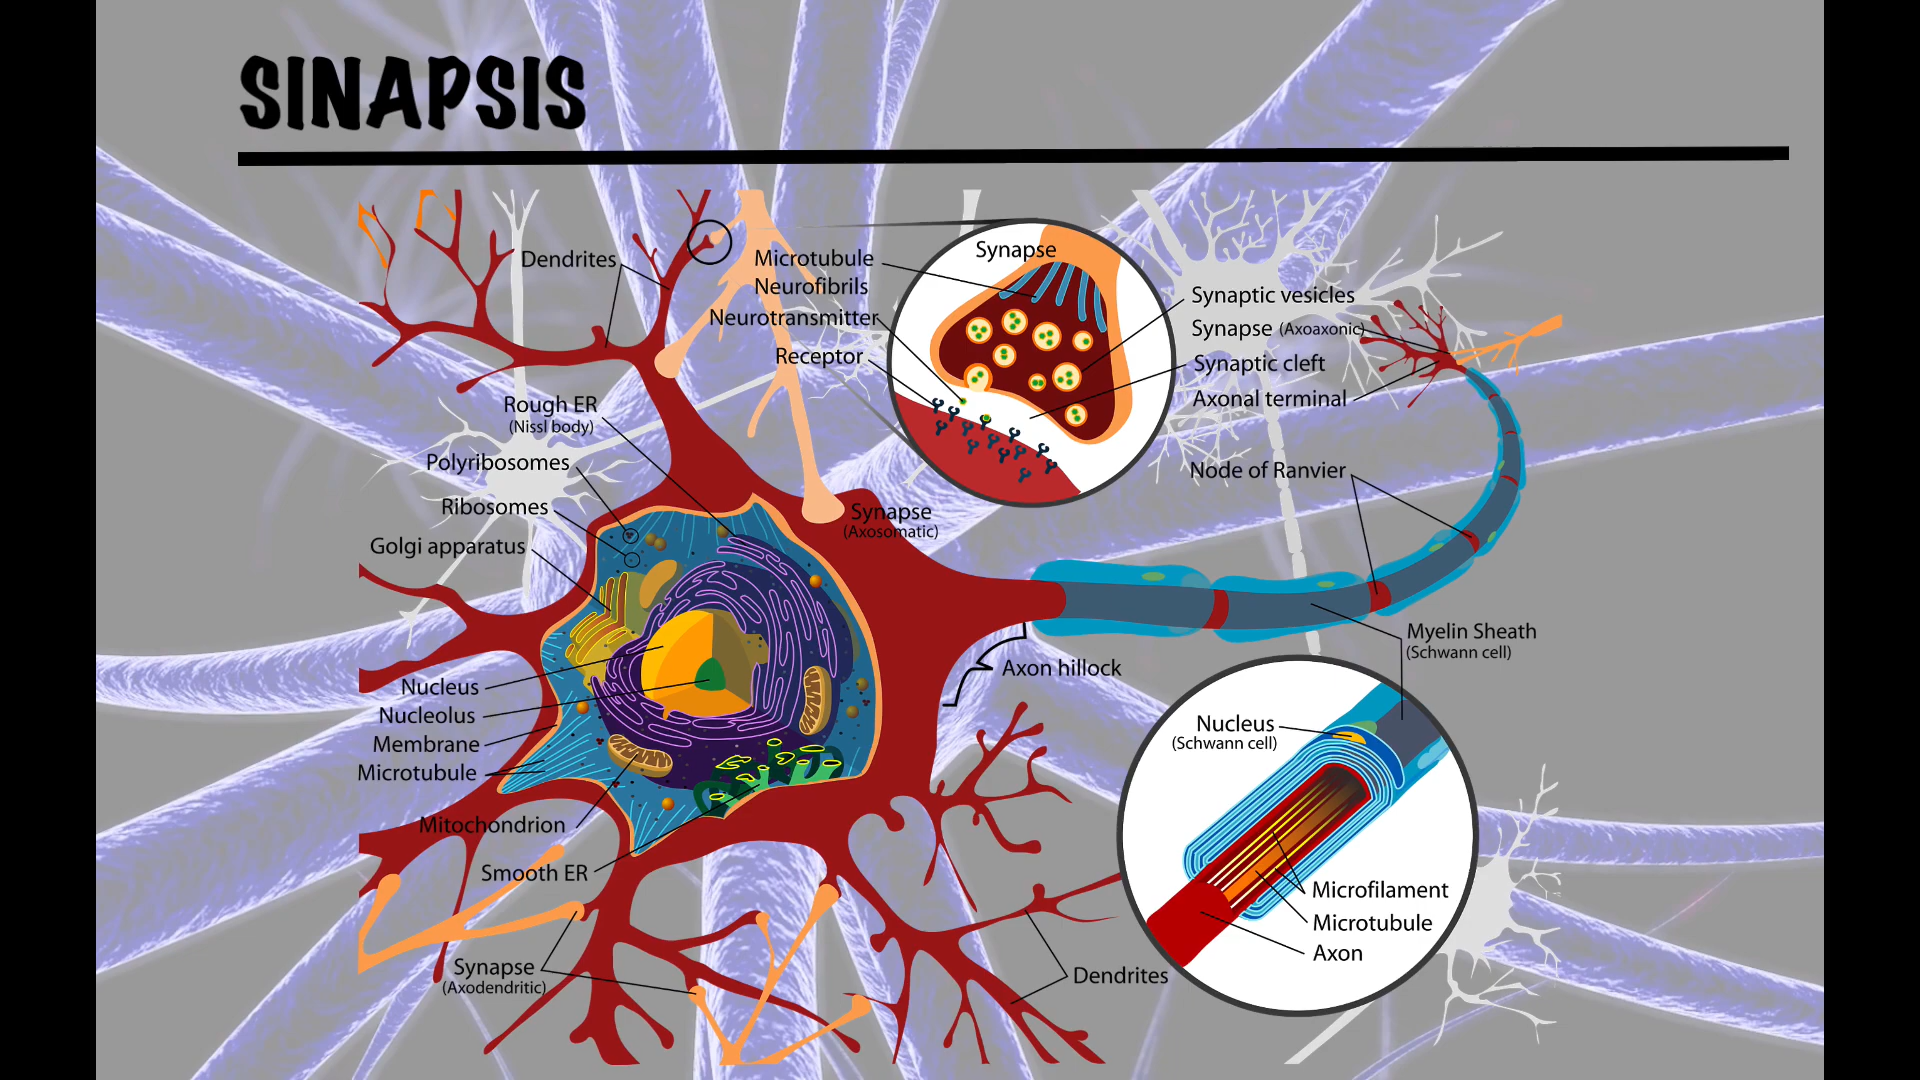 SINAPSIS
Dendrites
Microtubule
Neurofibrils
Neurotransmitter
Receptor
Synapse
Synaptic vesicles
Synapse (Axoaxonic)
Synaptic cleft
Axonal terminal
Rough ER
(Nissl body)
Polyribosomes
Ribosomes
Golgi apparatus
Synapse
(Axosomatic)
Node of Ranvier
Myelin Sheath
(Schwann cell)
Axon hillock
Nucleus
Nucleolus
Membrane
Microtubule
Mitochondrion
Smooth ER
Synapse
(Axodendritic)
Dendrites
Nucleus
(Schwann cell)
Microfilament
Microtubule
Axon